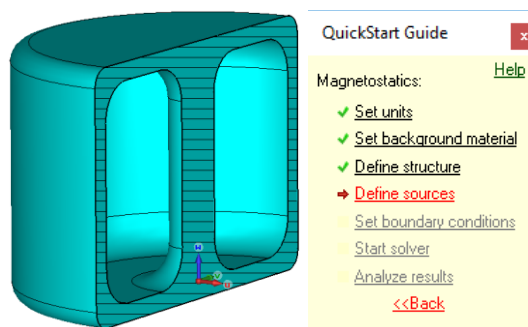 QuickStart Guide
x
Help
Magnetostatics:
Set units
Set background material
Define structure
Define sources
Set boundary conditions
Start solver
Analyze results
<<Back